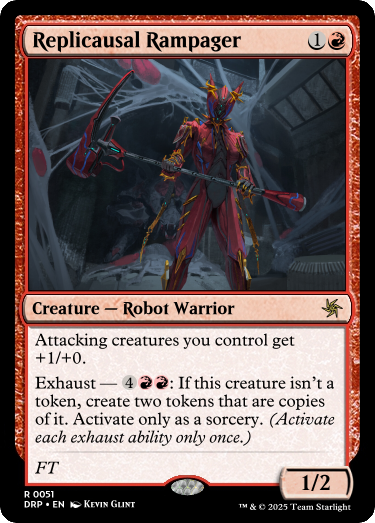 Replicausal Rampager 1
Creature — Robot Warrior
Attacking creatures you control get
+1/+0.
Exhaust — 4: If this creature isn't a
token, create two tokens that are copies
of it. Activate only as a sorcery. (Activate
each exhaust ability only once.)
FT
1/2
R 0051
DRP • EN Kevin Glint
™ & © 2025 Team Starlight